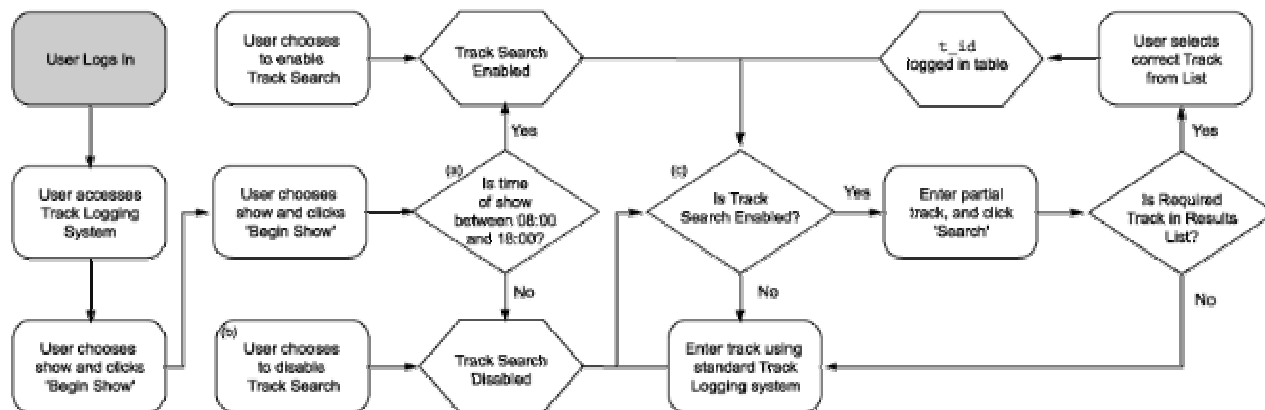 User Logs In
User chooses
to enable
Track Search
Track Search
Enabled
t_id
logged in table
User selects
correct Track
from List
Yes
Yes
User accesses
Track Logging
System
User chooses
show and clicks
'Begin Show'
(a)
Is time
of show
between 08:00
and 18:00?
(c)
Is Track
Search Enabled?
Yes
Enter partial
track, and click
'Search'
Is Required
Track in Results
List?
No
No
No
User chooses
show and clicks
'Begin Show'
(b)
User chooses
to disable
Track Search
Track Search
Disabled
Enter track using
standard Track
Logging system